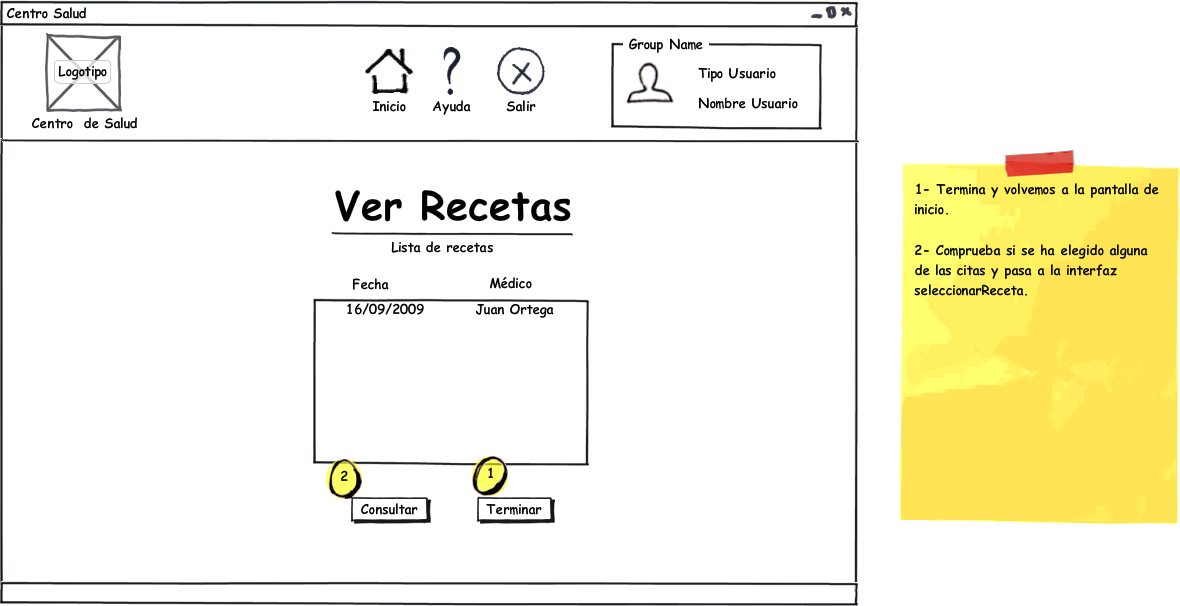 Centro Salud
Logotipo
Centro de Salud
Inicio
Ayuda
Salir
Group Name
Tipo Usuario
Nombre Usuario
Ver Recetas
Lista de recetas
Fecha Médico
16/09/2009 Juan Ortega
2
1
Consultar
Terminar
1- Termina y volvemos a la pantalla de
inicio.
2- Comprueba si se ha elegido alguna
de las citas y pasa a la interfaz
seleccionarReceta.